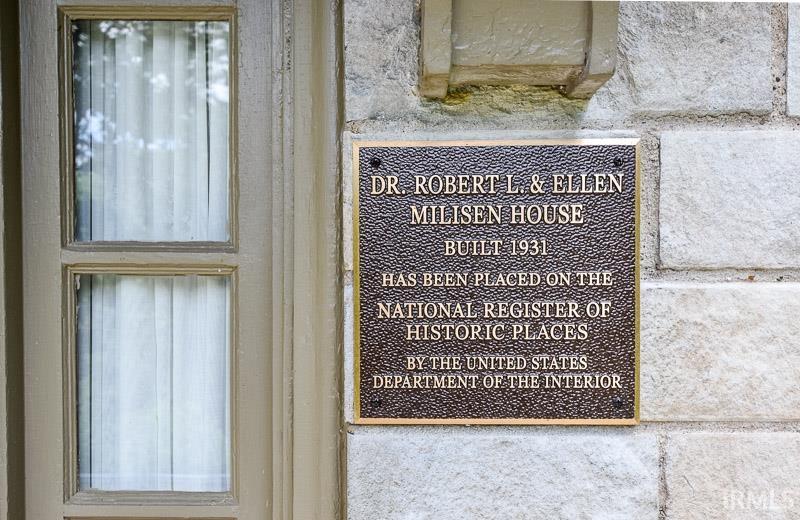 DR. ROBERT L. & ELLEN
MILISEN HOUSE
BUILT 1931
HAS BEEN PLACED ON THE
NATIONAL REGISTER OF
HISTORIC PLACES
BY THE UNITED STATES
DEPARTMENT OF THE INTERIOR
IRMLS